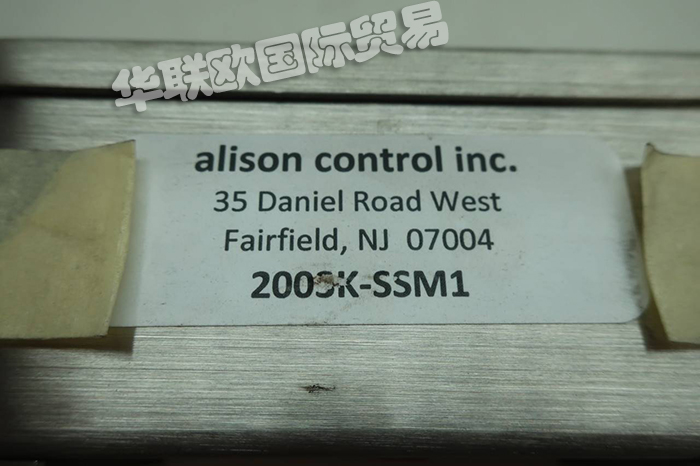 华联欧国际贸易
alison control inc.
35 Daniel Road West
Fairfield, NJ 07004